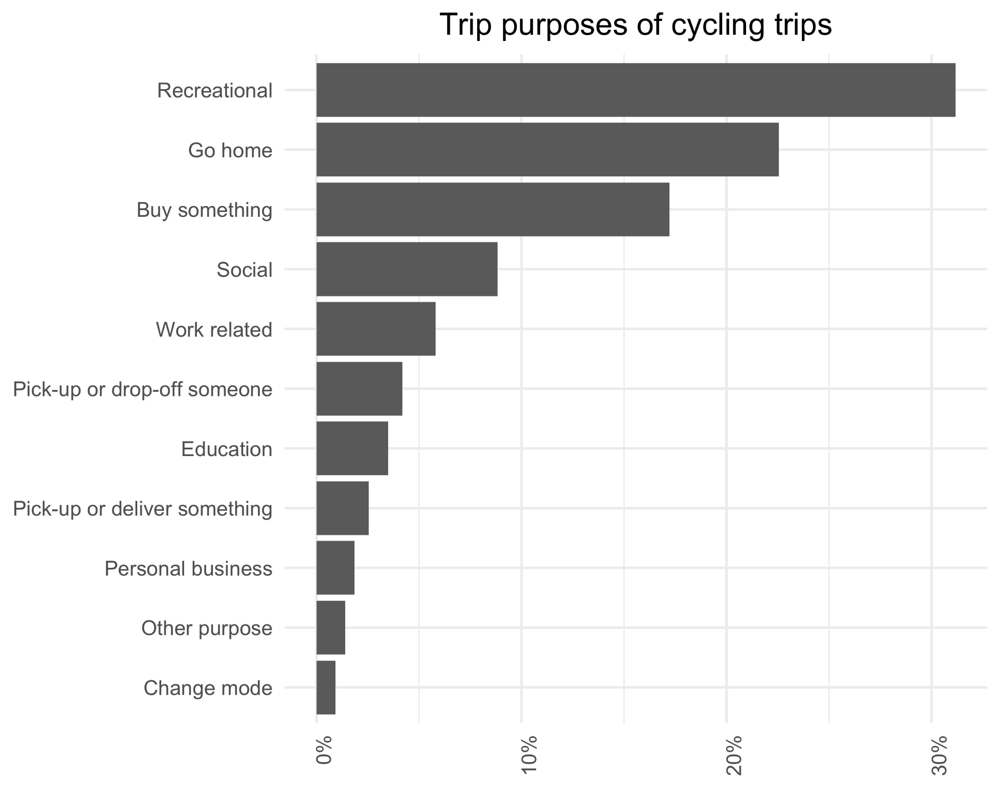 Trip purposes of cycling trips
Recreational
Go home
Buy something
Social
Work related
Pick-up or drop-off someone
Education
Pick-up or deliver something
Personal business
Other purpose
Change mode
0%
10%
20%
30%